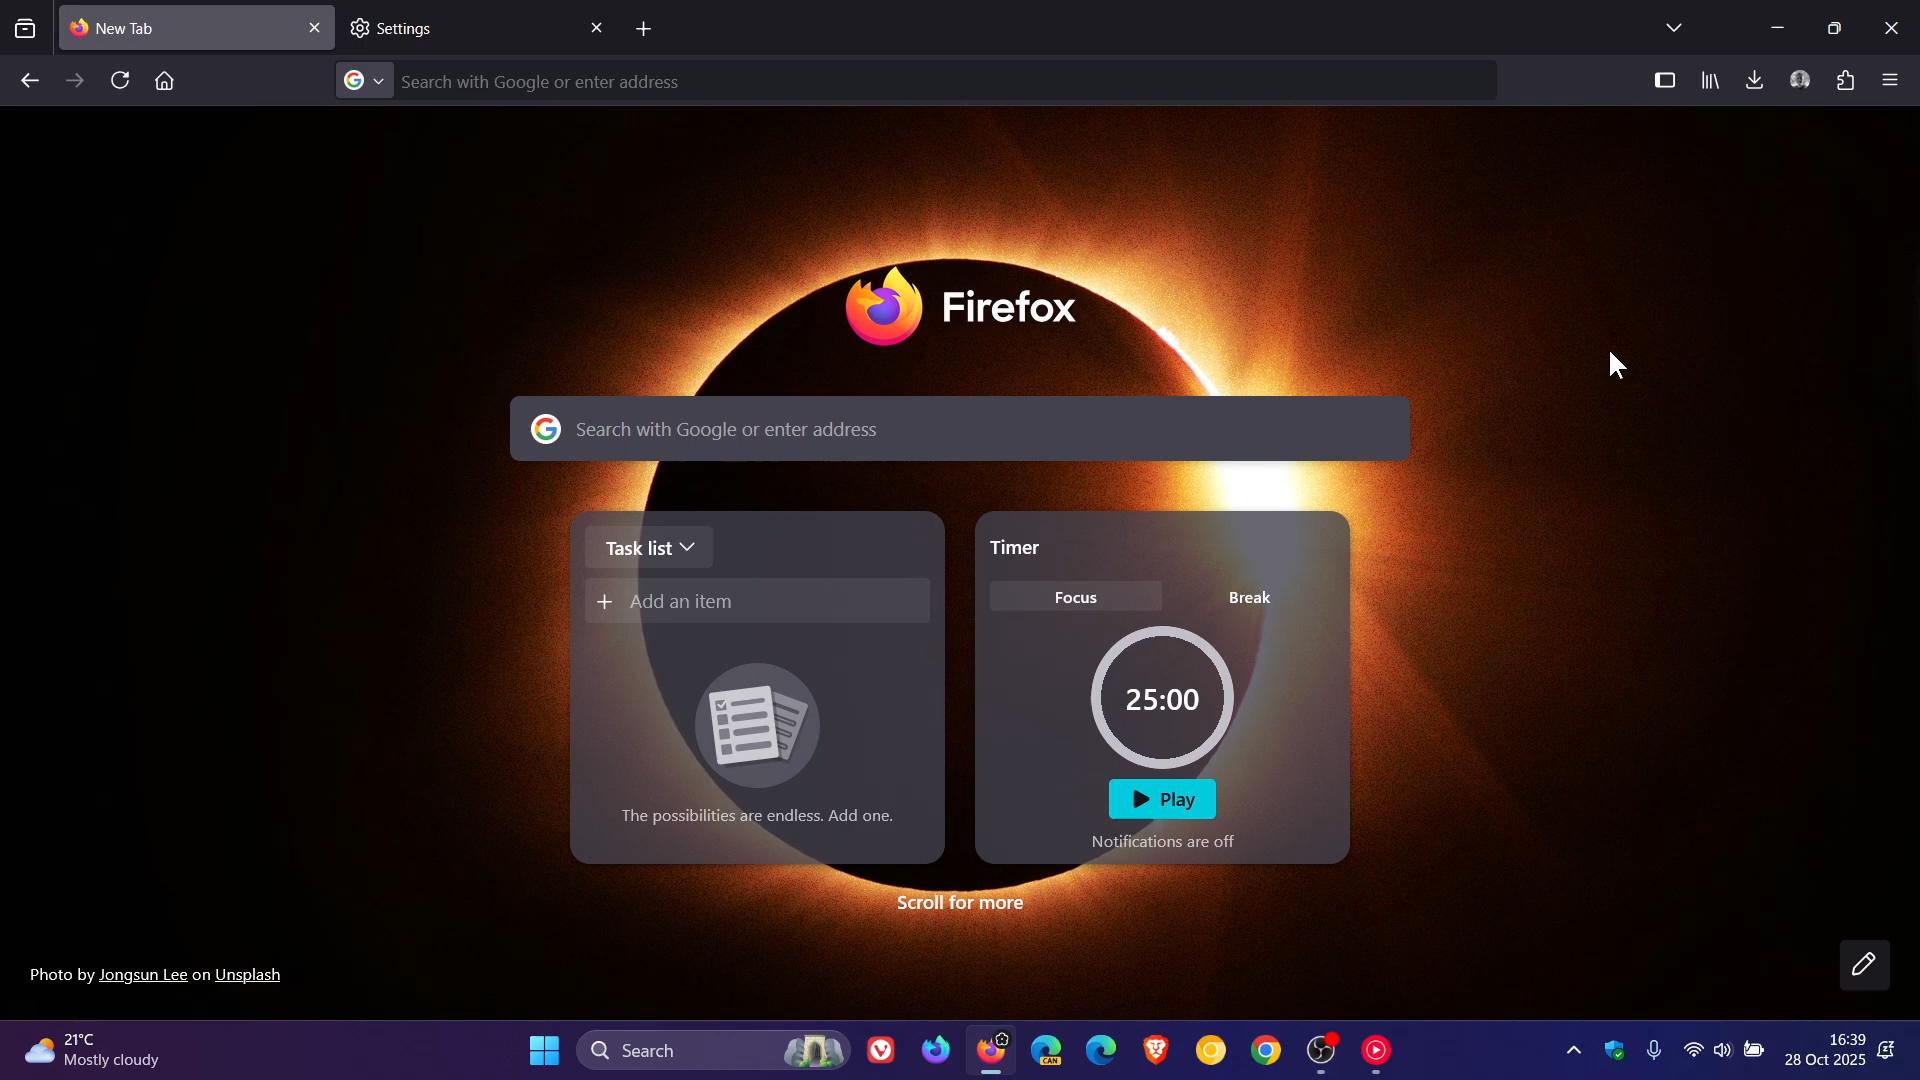 New Tab
Settings
Search with Google or enter address
Firefox
Search with Google or enter address
Task list
Add an item
The possibilities are endless. Add one.
Timer
Focus
Break
25:00
Play
Notifications are off
Scroll for more
Photo by Jongsun Lee on Unsplash
21°C
Mostly cloudy
Search
CAN
16:39
28 Oct 2025